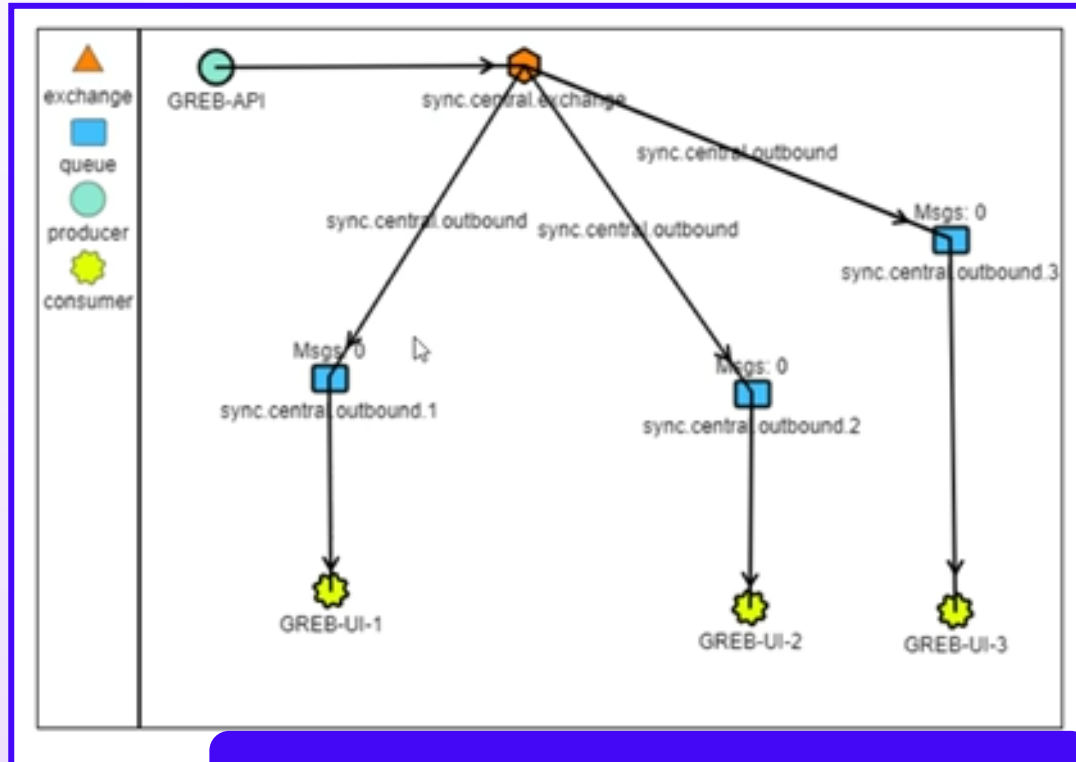 exchange
queue
producer
consumer
GREB-API
sync.central.exchange
sync.central.outbound
sync.central.outbound
sync.central.outbound
Msgs: 0
sync.central.outbound.3
Msgs: 0
sync.central.outbound.1
Msgs: 0
sync.central.outbound.2
GREB-UI-1
GREB-UI-2
GREB-UI-3